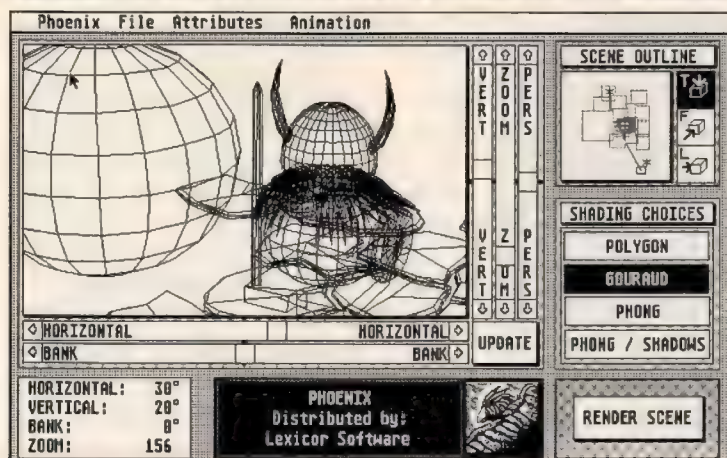 Phoenix File Attributes Animation
VERT ZOOM PERS
VERT PERS
HORIZONTAL HORIZONTAL
BANK BANK
UPDATE
SCENE OUTLINE
T
F
L
SHADING CHOICES
POLYGON
GOURAUD
PHONG
PHONG / SHADOWS
HORIZONTAL: 30°
VERTICAL: 20°
BANK: 0°
ZOOM: 156
PHOENIX
Distributed by:
Lexicor Software
RENDER SCENE